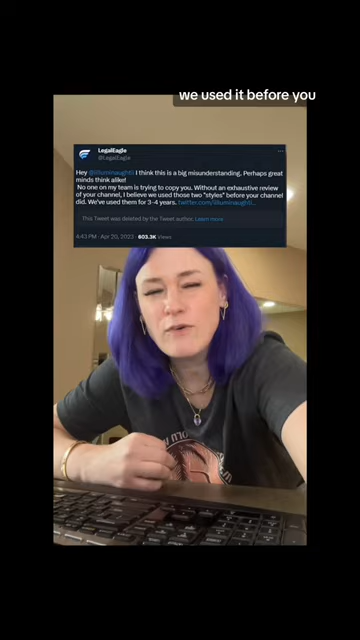 we used it before you
LegalEagle
@LegalEagle
Hey @illuminaughtii I think this is a big misunderstanding. Perhaps great
minds think alike!
No one on my team is trying to copy you. Without an exhaustive review
of your channel, I believe we used those two "styles" before your channel
did. We've used them for 3-4 years. twitter.com/illuminaughti…
This Tweet was deleted by the Tweet author. Learn more
4:43 PM · Apr 20, 2023 · 603.3K Views